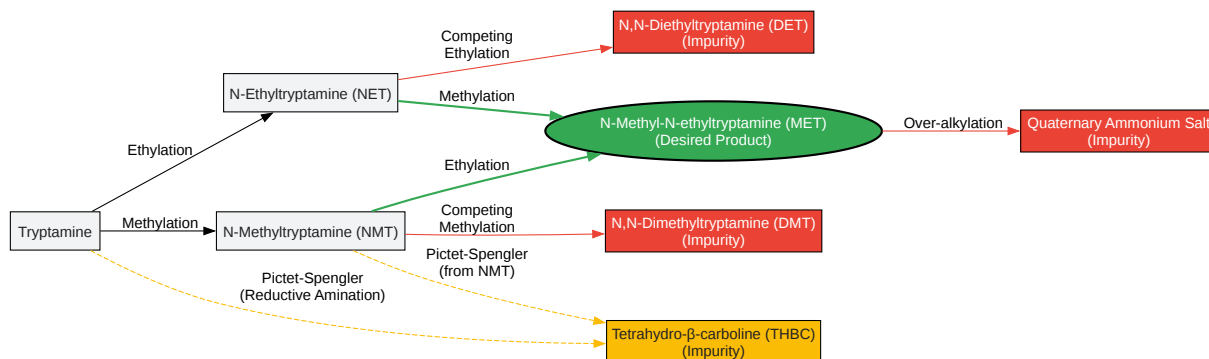 N,N-Diethyltryptamine (DET)
(Impurity)
Competing
Ethylation
N-Ethyltryptamine (NET)
Methylation
N-Methyl-N-ethyltryptamine (MET)
(Desired Product)
Over-alkylation
Quaternary Ammonium Salt
(Impurity)
Ethylation
Ethylation
Tryptamine
Methylation
N-Methyltryptamine (NMT)
Competing
Methylation
N,N-Dimethyltryptamine (DMT)
(Impurity)
Pictet-Spengler
(from NMT)
Pictet-Spengler
(Reductive Amination)
Tetrahydro-β-carboline (THBC)
(Impurity)